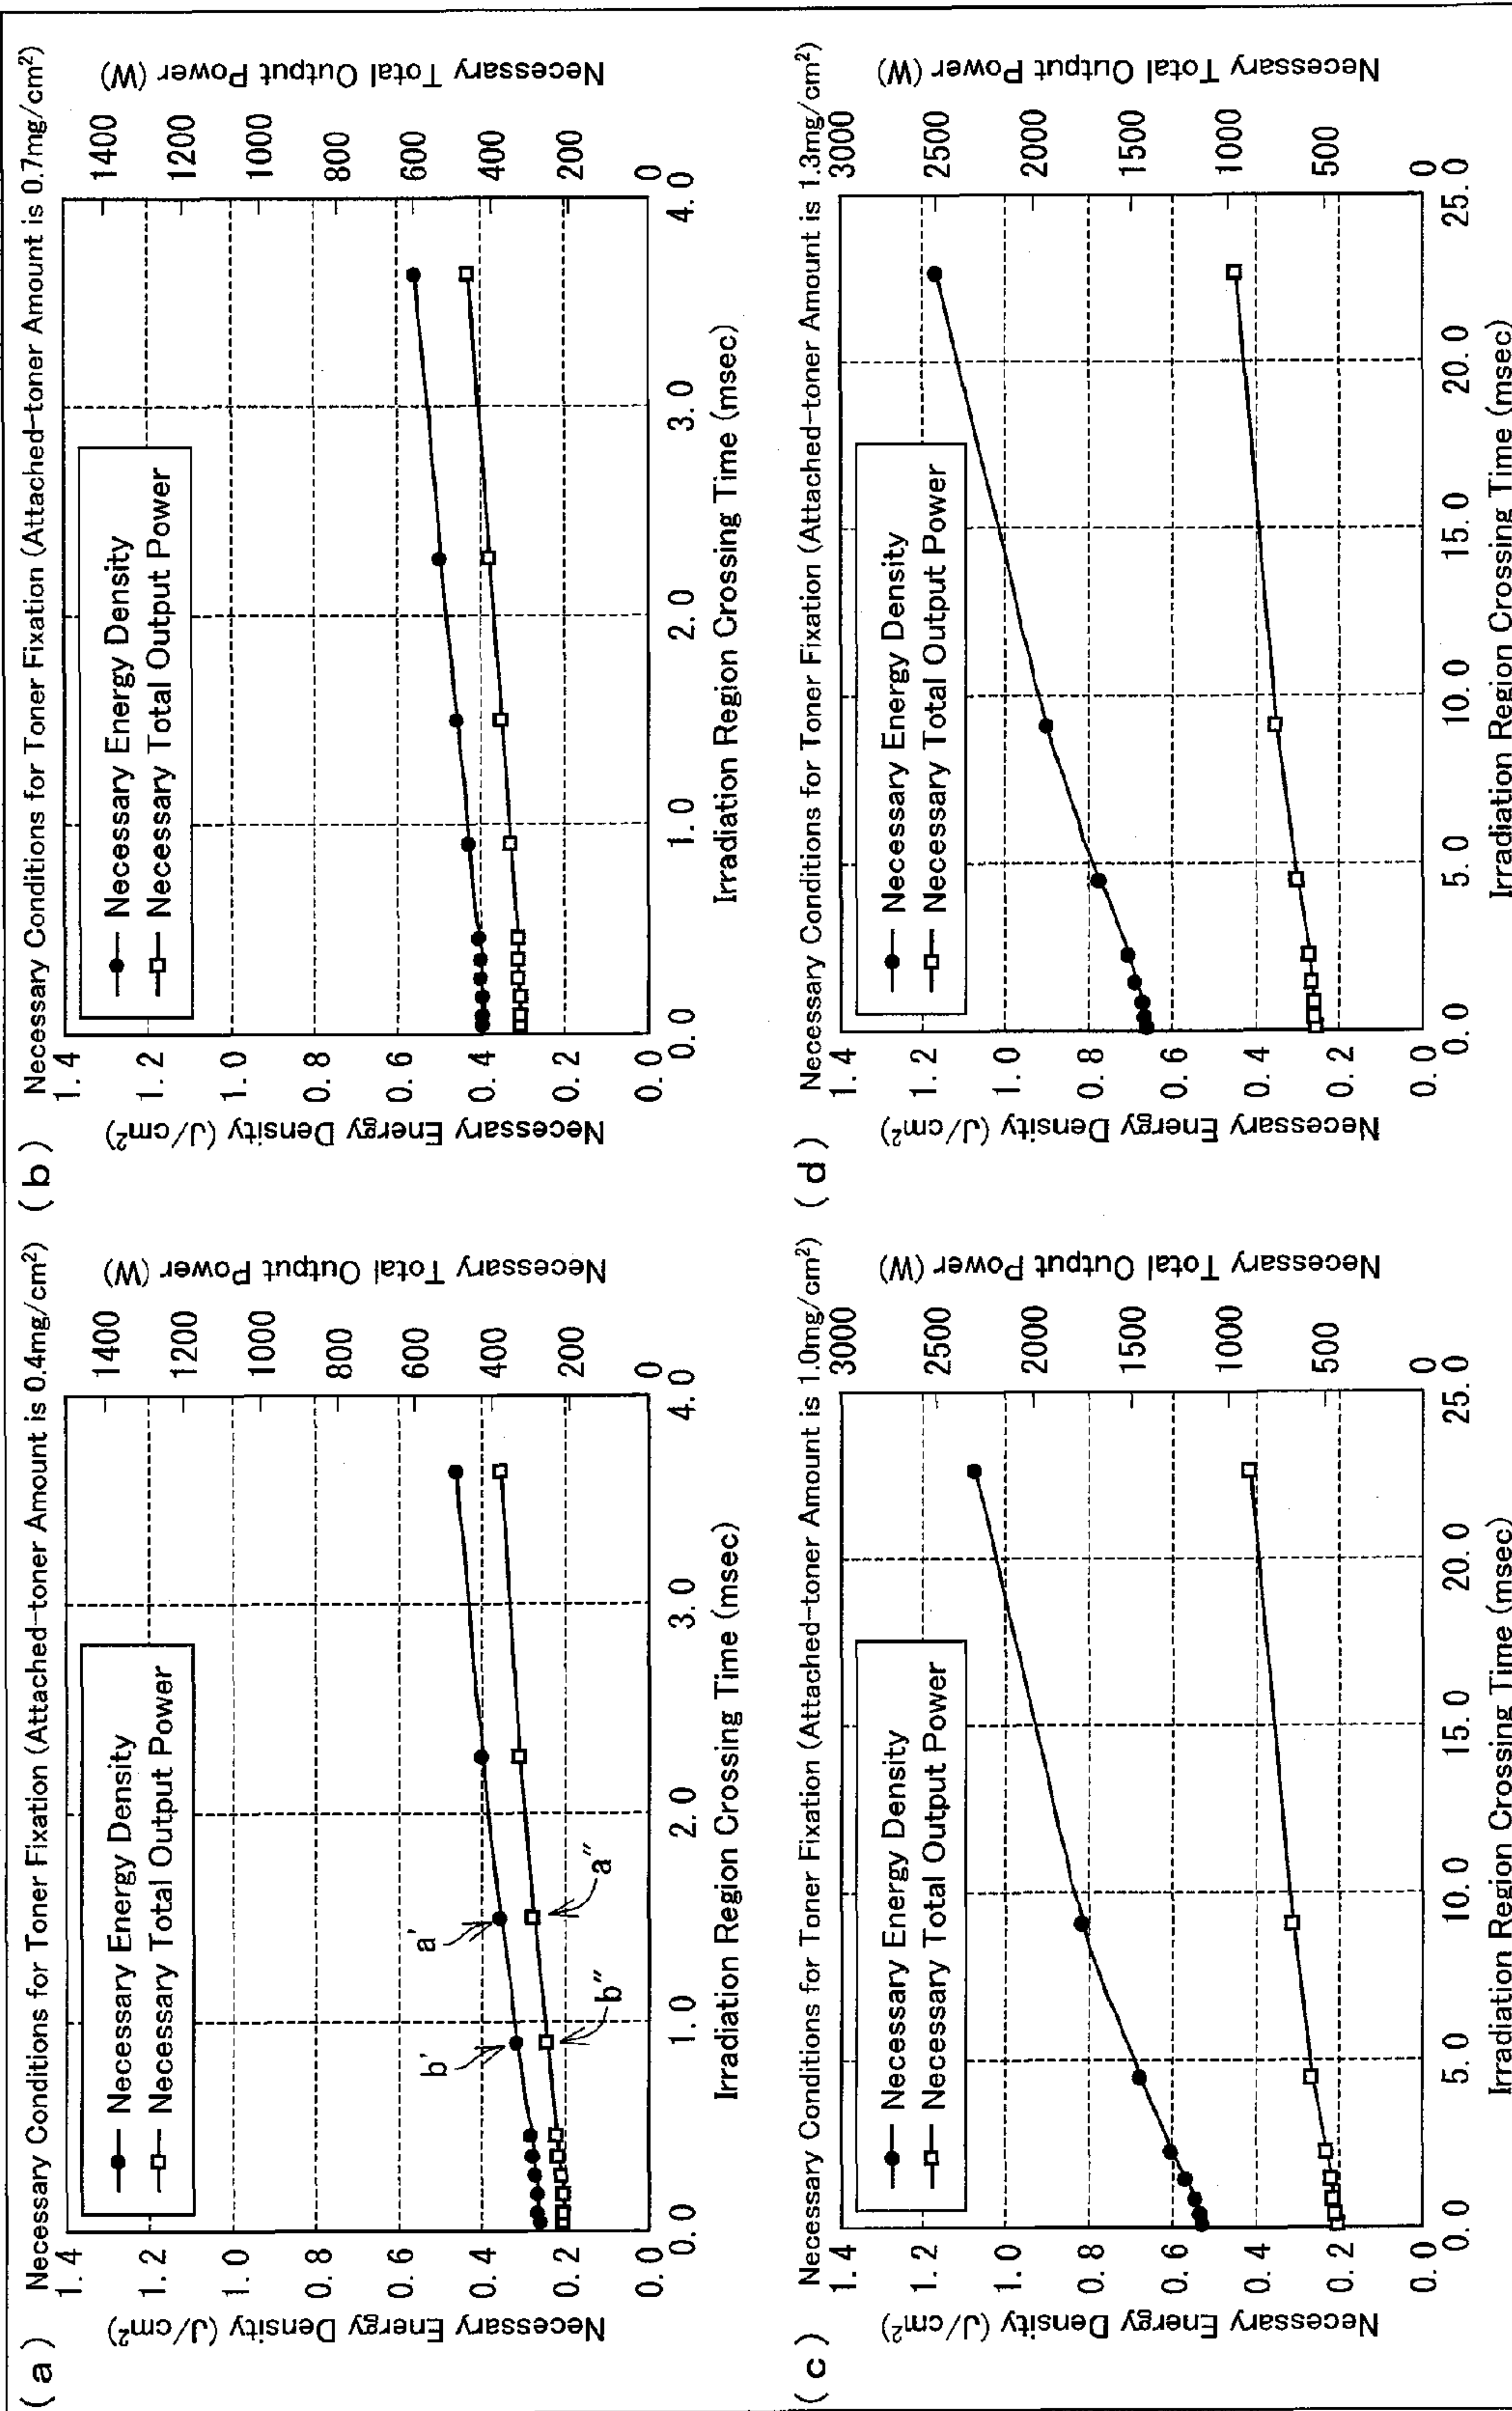 (a)
Necessary Conditions for Toner Fixation (Attached-toner Amount is 0.4mg/cm²)
Necessary Energy Density (J/cm²)
1.4
1.2
1.0
0.8
0.6
0.4
0.2
0.0
Necessary Energy Density
Necessary Total Output Power
a'
b'
a"
b"
1400
1200
1000
800
600
400
200
0
Necessary Total Output Power (W)
0.0 1.0 2.0 3.0 4.0
Irradiation Region Crossing Time (msec)
(b)
Necessary Conditions for Toner Fixation (Attached-toner Amount is 0.7mg/cm²)
Necessary Energy Density (J/cm²)
1.4
1.2
1.0
0.8
0.6
0.4
0.2
0.0
Necessary Energy Density
Necessary Total Output Power
1400
1200
1000
800
600
400
200
0
Necessary Total Output Power (W)
0.0 1.0 2.0 3.0 4.0
Irradiation Region Crossing Time (msec)
(c)
Necessary Conditions for Toner Fixation (Attached-toner Amount is 1.0mg/cm²)
Necessary Energy Density (J/cm²)
1.4
1.2
1.0
0.8
0.6
0.4
0.2
0.0
Necessary Energy Density
Necessary Total Output Power
3000
2500
2000
1500
1000
500
0
Necessary Total Output Power (W)
0.0 5.0 10.0 15.0 20.0 25.0
Irradiation Region Crossing Time (msec)
(d)
Necessary Conditions for Toner Fixation (Attached-toner Amount is 1.3mg/cm²)
Necessary Energy Density (J/cm²)
1.4
1.2
1.0
0.8
0.6
0.4
0.2
0.0
Necessary Energy Density
Necessary Total Output Power
3000
2500
2000
1500
1000
500
0
Necessary Total Output Power (W)
0.0 5.0 10.0 15.0 20.0 25.0
Irradiation Region Crossing Time (msec)